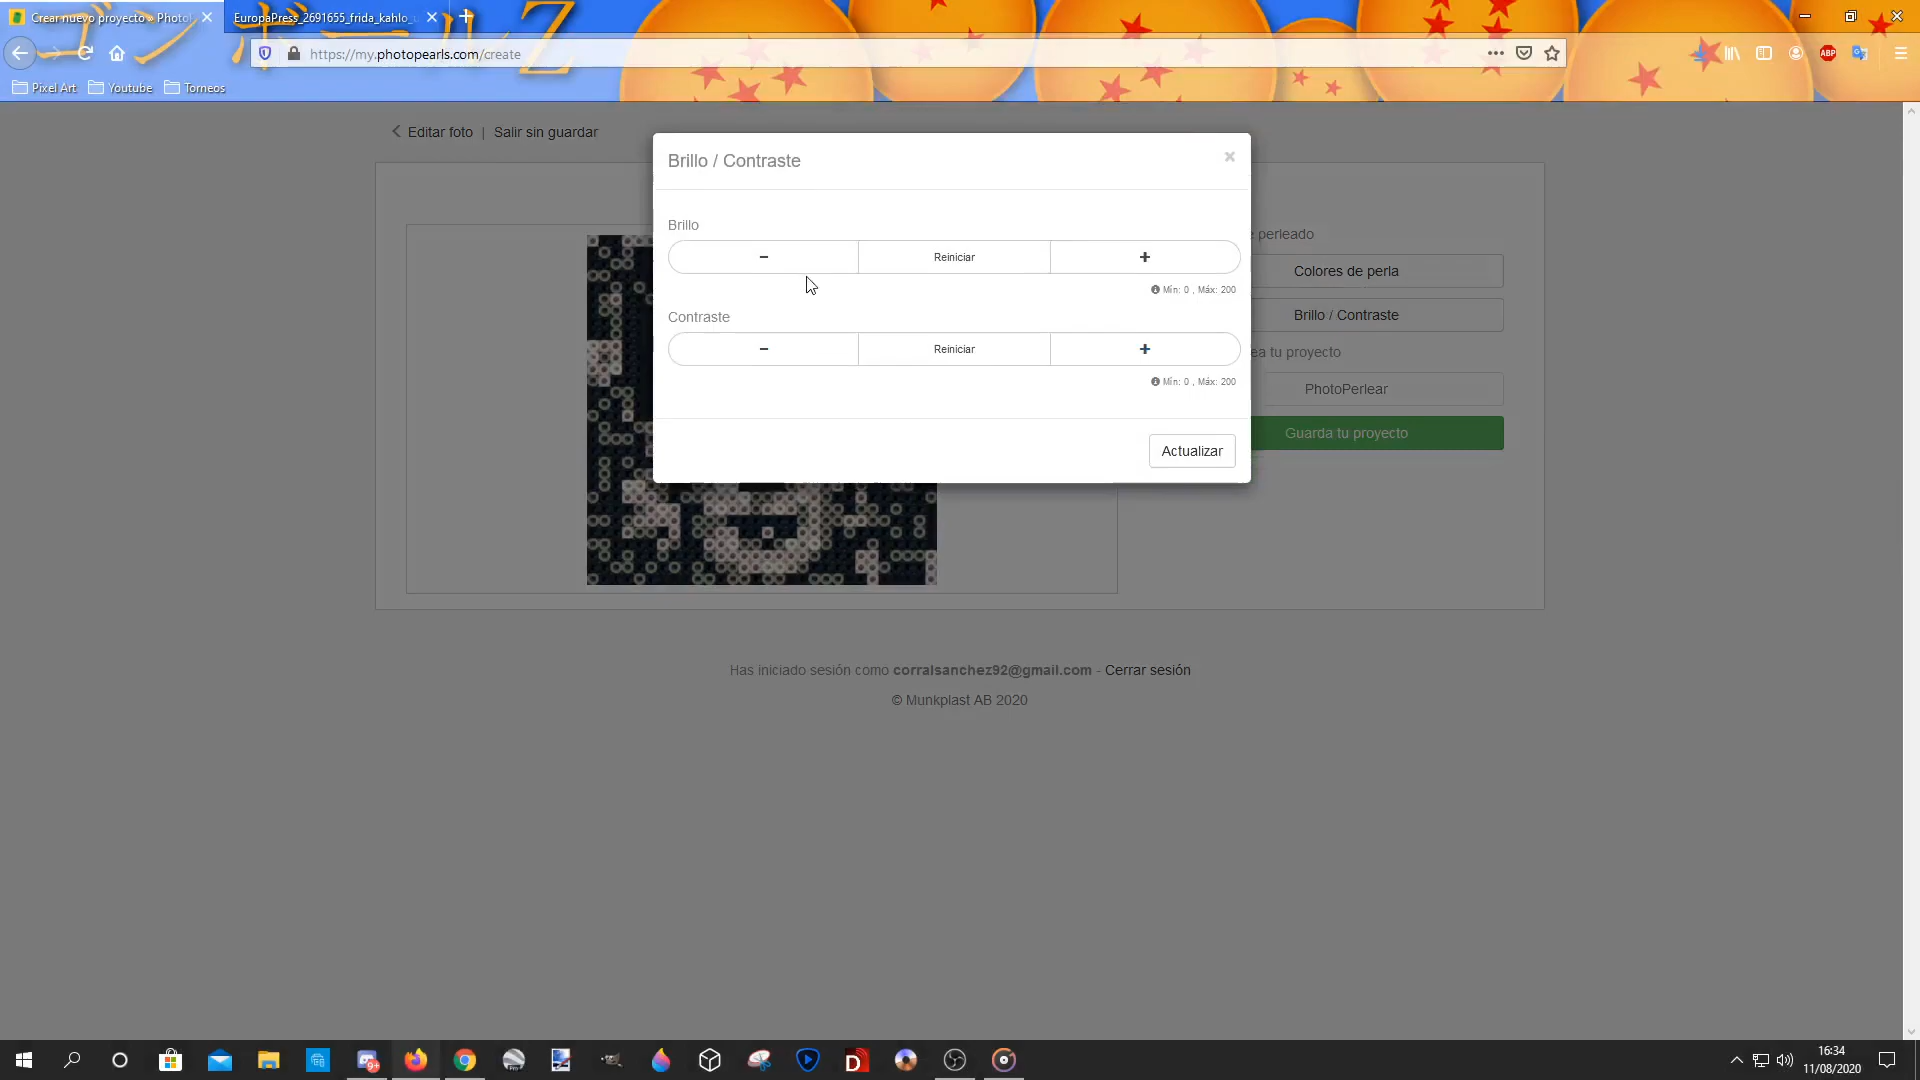 Crear nuevo proyecto » Photo
EuropaPress_2691655_frida_kahlo_
https://my.photopearls.com/create
ABP
Pixel Art
Youtube
Torneos
Editar foto | Salir sin guardar
Brillo / Contraste
Brillo
Reiniciar
Mín: 0 , Máx: 200
Contraste
Reiniciar
Mín: 0 , Máx: 200
Actualizar
perleado
Colores de perla
Brillo / Contraste
ea tu proyecto
PhotoPerlear
Guarda tu proyecto
Has iniciado sesión como corralsanchez92@gmail.com - Cerrar sesión
© Munkplast AB 2020
9+
16:34
11/08/2020